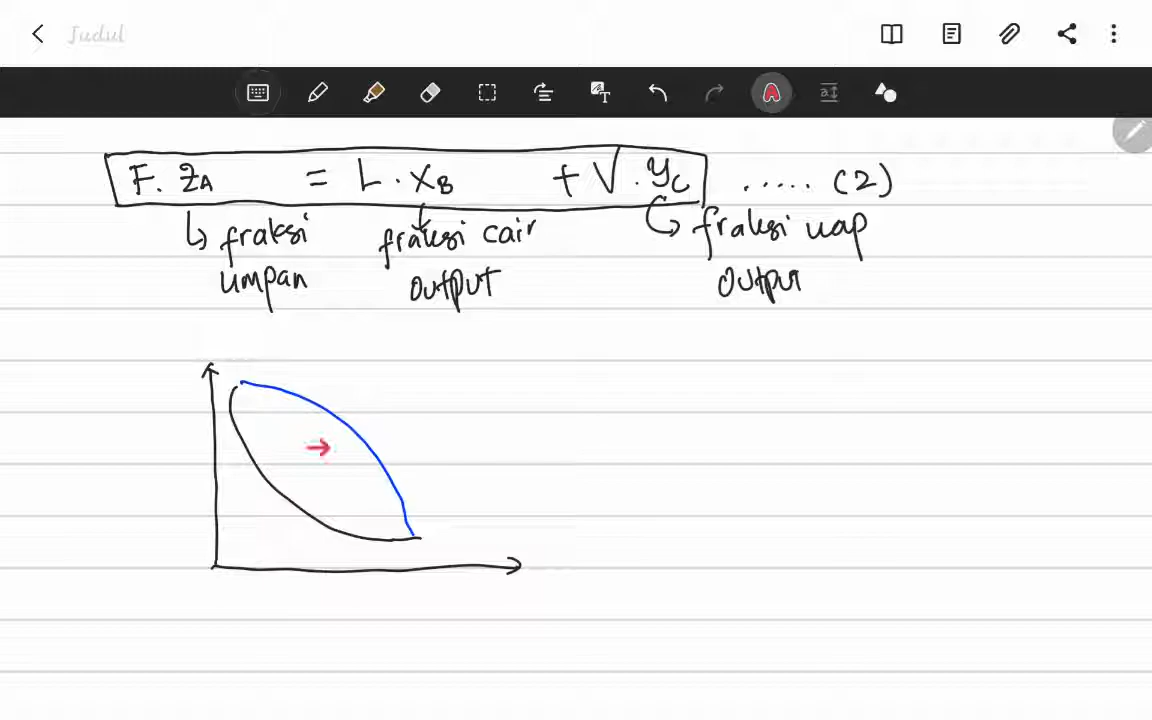 Judul
F. ZA = L . XB + V . YC ..... (2)
↳ fraksi umpan
fraksi cair output
fraksi uap output